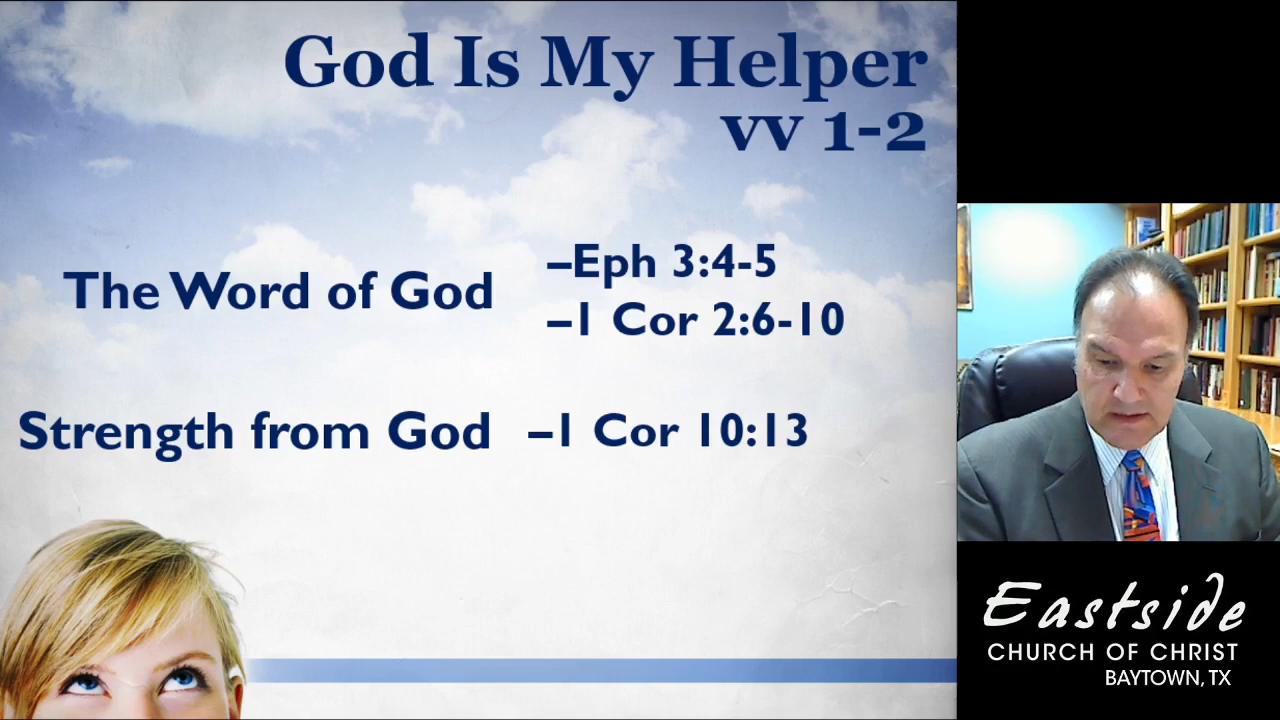 God Is My Helper
vv 1-2
The Word of God
–Eph 3:4-5
–1 Cor 2:6-10
Strength from God
–1 Cor 10:13
Eastside
CHURCH OF CHRIST
BAYTOWN, TX